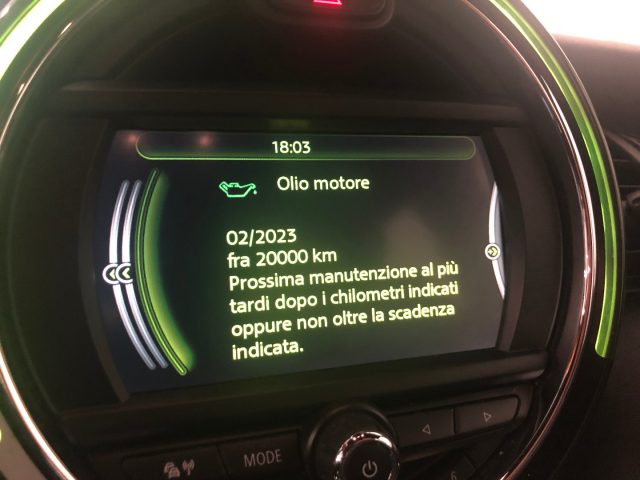 18:03
Olio motore
02/2023
fra 20000 km
Prossima manutenzione al più
tardi dopo i chilometri indicati
oppure non oltre la scadenza
indicata.
MODE
6